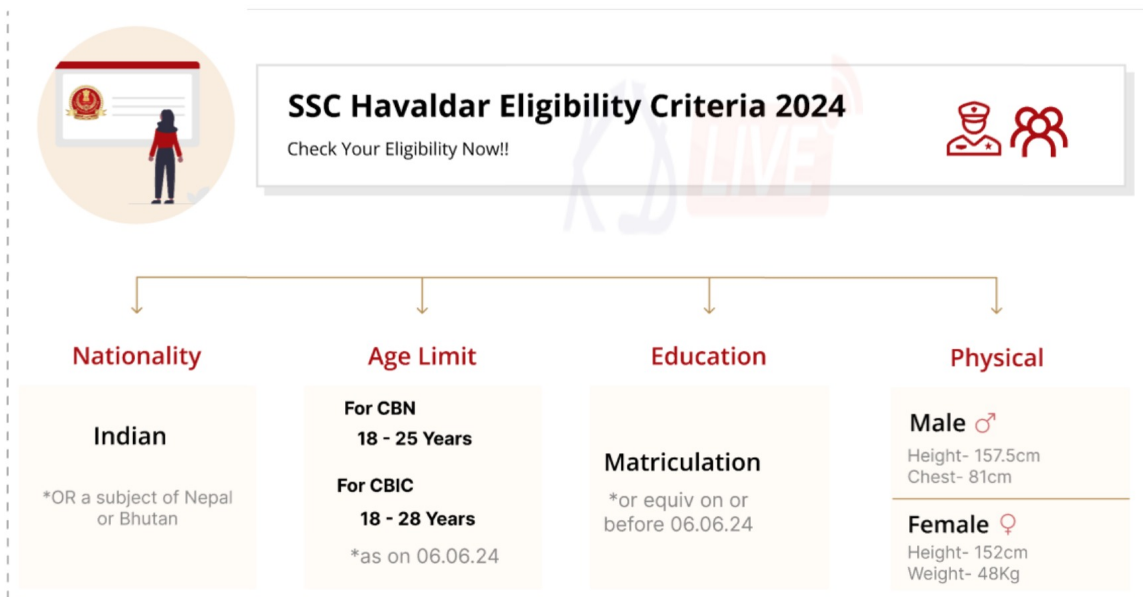 SSC Havaldar Eligibility Criteria 2024
Check Your Eligibility Now!!
KD LIVE
Nationality
Indian
*OR a subject of Nepal
or Bhutan
Age Limit
For CBN
18 - 25 Years
For CBIC
18 - 28 Years
*as on 06.06.24
Education
Matriculation
*or equiv on or
before 06.06.24
Physical
Male ♂
Height- 157.5cm
Chest- 81cm
Female ♀
Height- 152cm
Weight- 48Kg